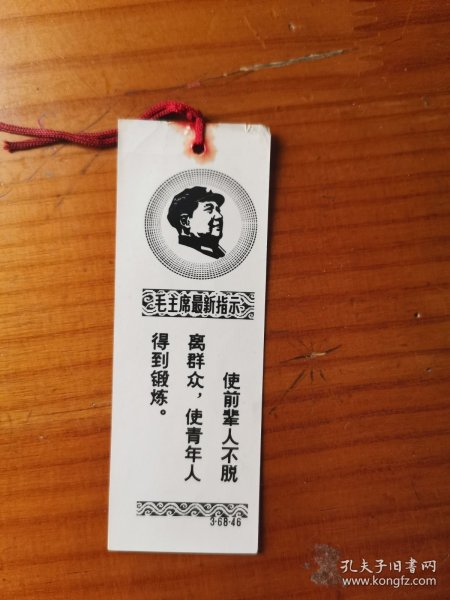 毛主席最新指示
使前辈人不脱
离群众，使青年人
得到锻炼。
3·68·46
孔夫子旧书网
www.kongfz.com